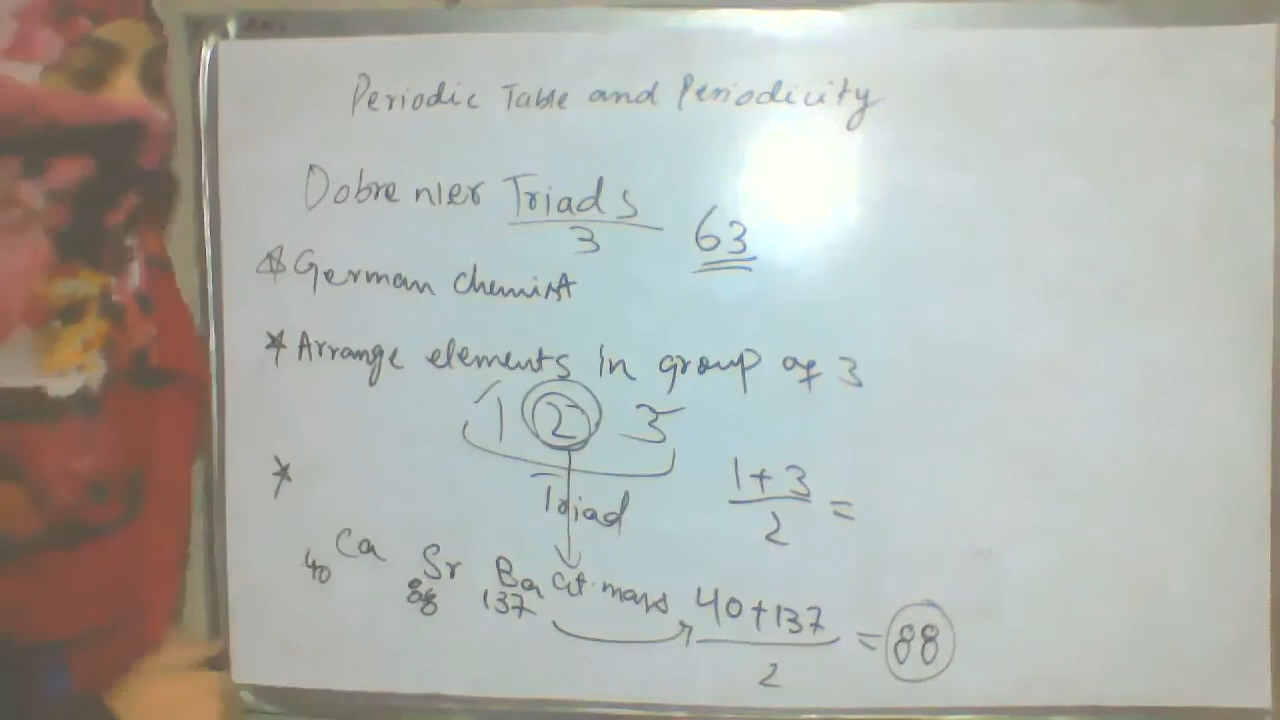 Periodic Table and Periodicity
Dobrenier Triads
3
63
German chemist
* Arrange elements in group of 3
1 2 3
*
Triad
1+3
2
=
40 Ca
Sr 88
Ba 137
at. mass
40+137
2
= 88